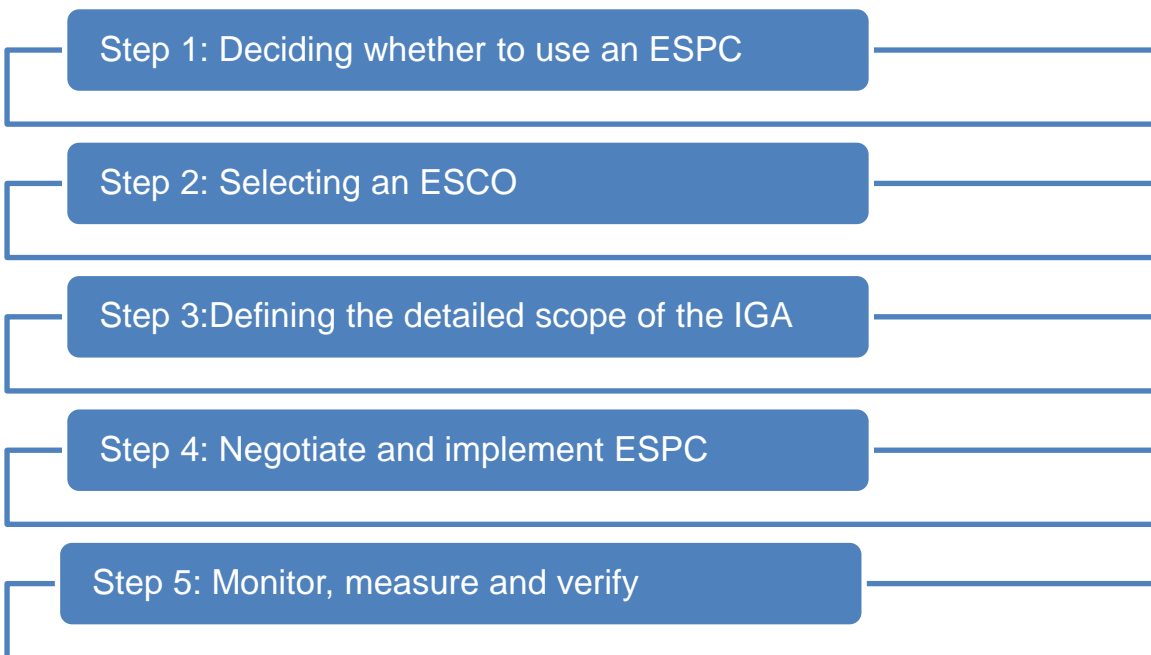 Step 1: Deciding whether to use an ESPC
Step 2: Selecting an ESCO
Step 3:Defining the detailed scope of the IGA
Step 4: Negotiate and implement ESPC
Step 5: Monitor, measure and verify